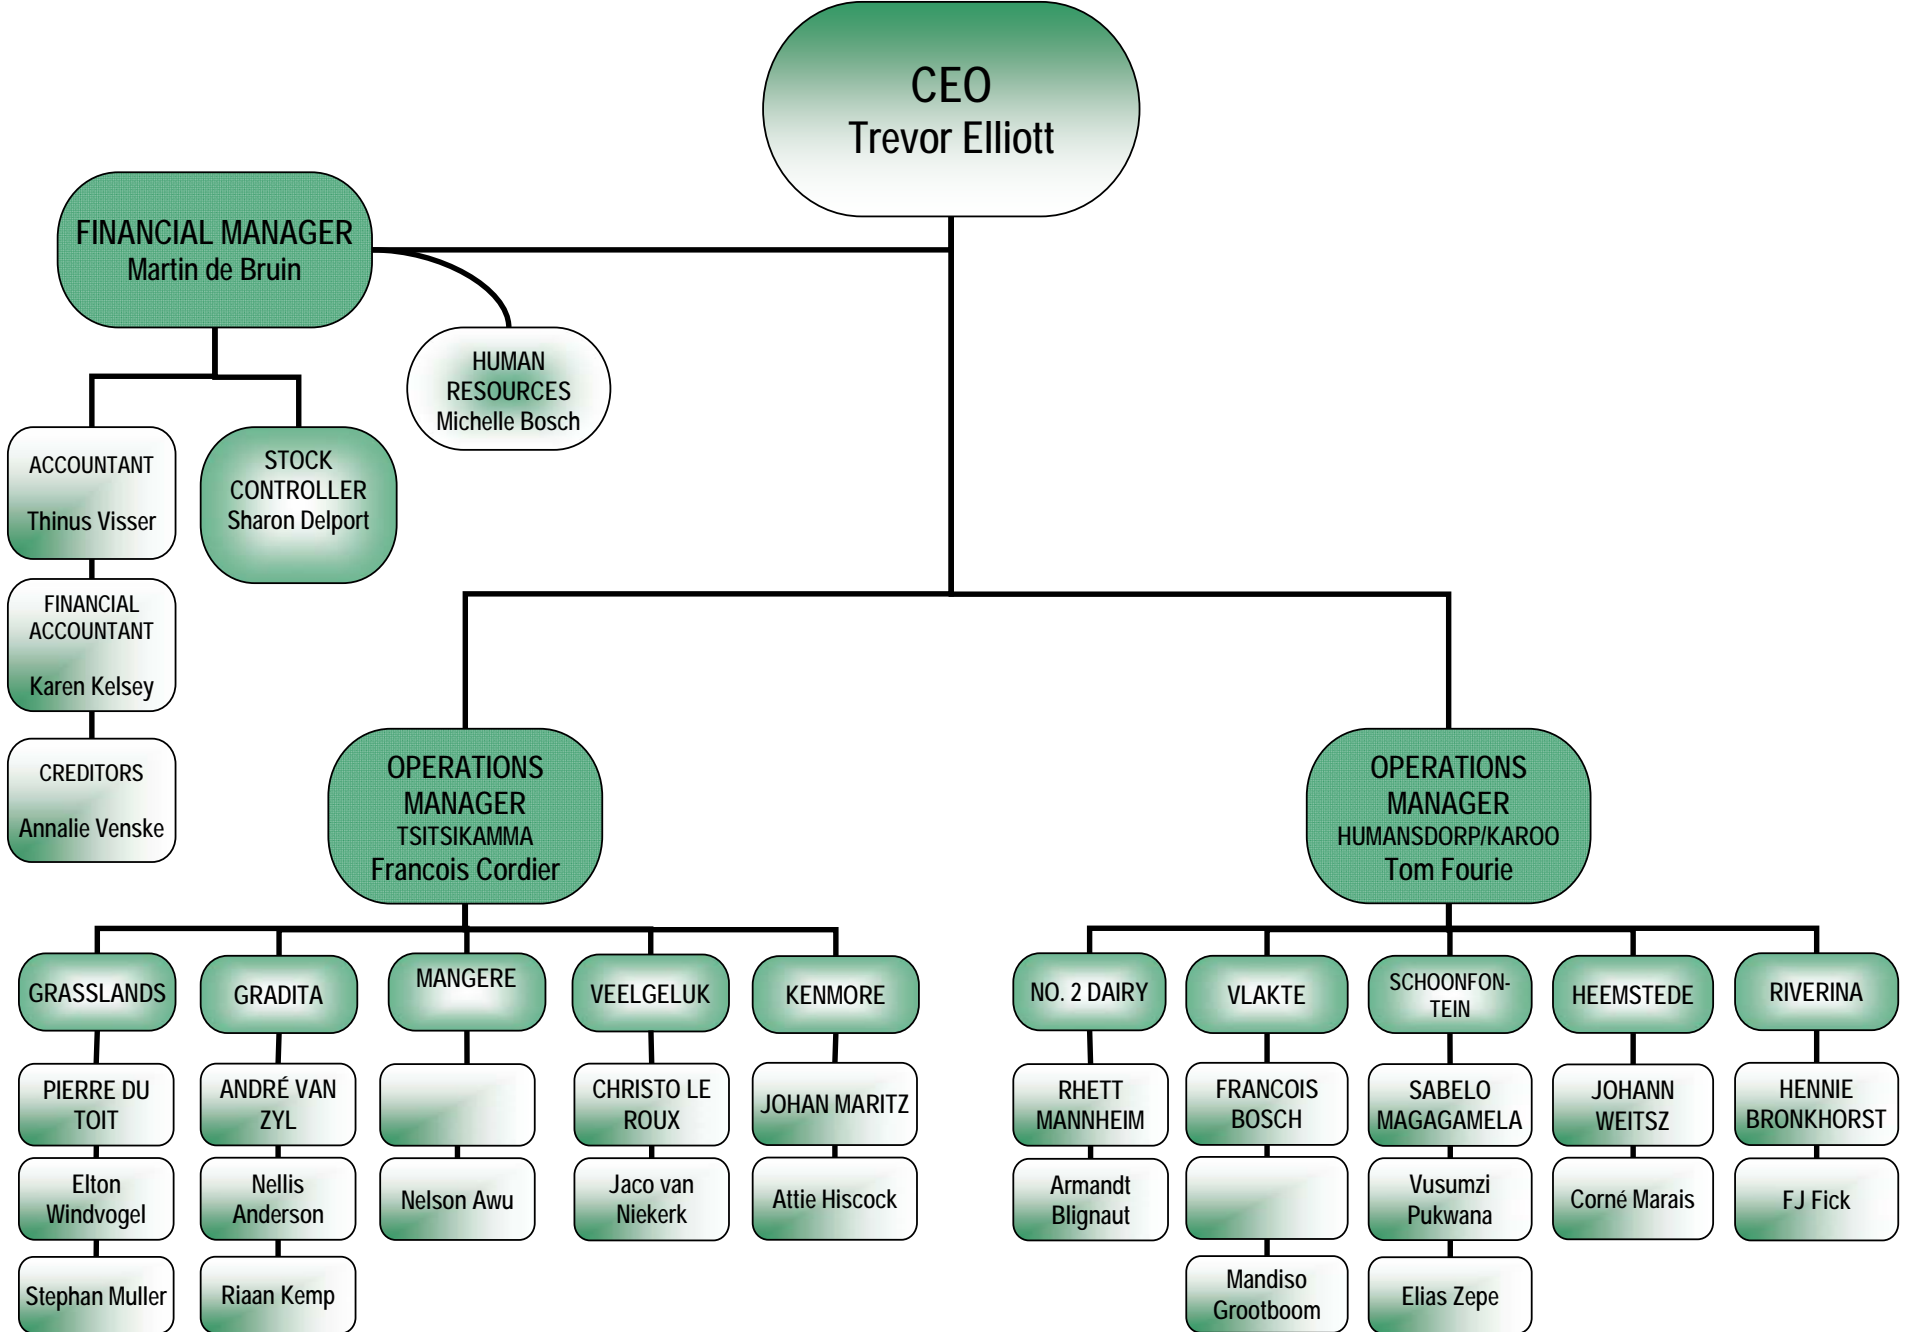 CEO
Trevor Elliott
FINANCIAL MANAGER
Martin de Bruin
HUMAN
RESOURCES
Michelle Bosch
ACCOUNTANT
Thinus Visser
STOCK
CONTROLLER
Sharon Delport
FINANCIAL
ACCOUNTANT
Karen Kelsey
CREDITORS
Annalie Venske
OPERATIONS
MANAGER
TSITSIKAMMA
Francois Cordier
OPERATIONS
MANAGER
HUMANSDORP/KAROO
Tom Fourie
GRASSLANDS
GRADITA
MANGERE
VEELGELUK
KENMORE
NO. 2 DAIRY
VLAKTE
SCHOONFON-
TEIN
HEEMSTEDE
RIVERINA
PIERRE DU
TOIT
ANDRÉ VAN
ZYL
CHRISTO LE
ROUX
JOHAN MARITZ
RHETT
MANNHEIM
FRANCOIS
BOSCH
SABELO
MAGAGAMELA
JOHANN
WEITSZ
HENNIE
BRONKHORST
Elton
Windvogel
Nellis
Anderson
Nelson Awu
Jaco van
Niekerk
Attie Hiscock
Armandt
Blignaut
Vusumzi
Pukwana
Corné Marais
FJ Fick
Stephan Muller
Riaan Kemp
Mandiso
Grootboom
Elias Zepe